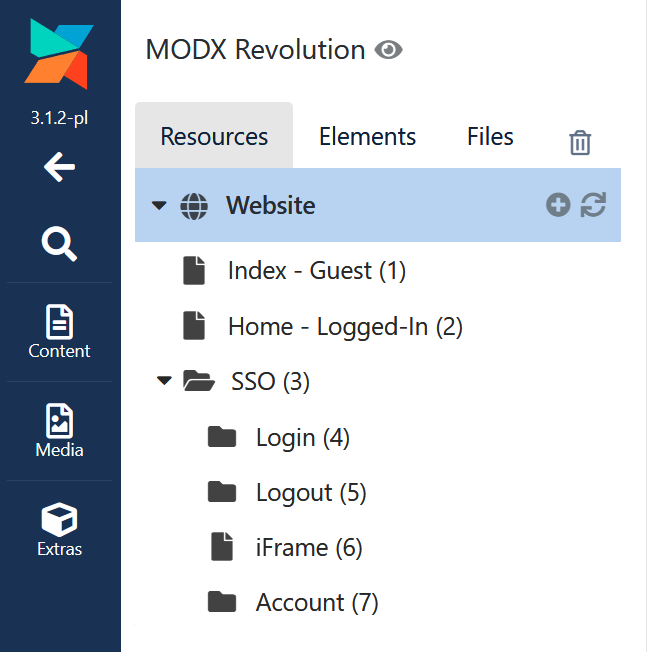 MODX Revolution
3.1.2-pl
Resources Elements Files
Website
Index - Guest (1)
Home - Logged-In (2)
SSO (3)
Login (4)
Logout (5)
iFrame (6)
Account (7)
Content
Media
Extras